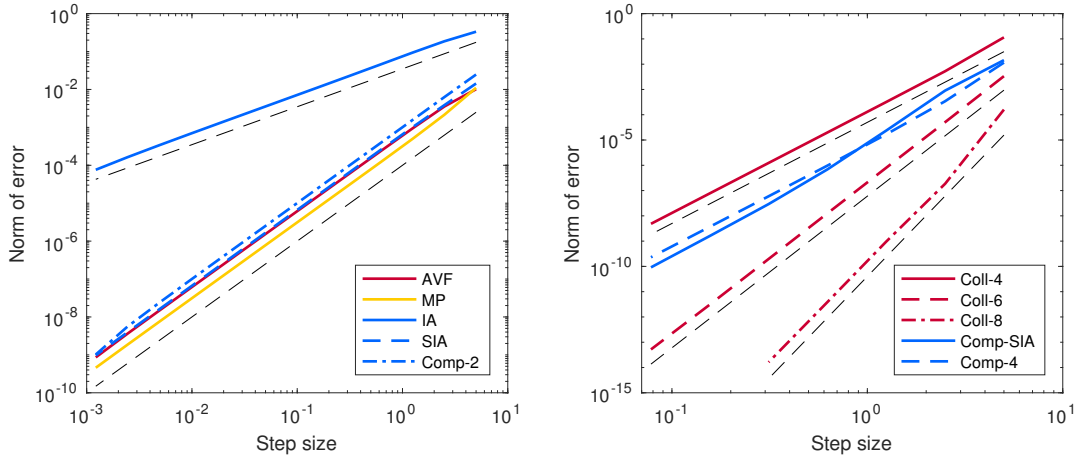 10^0
10^-2
10^-4
10^-6
10^-8
10^-10
Norm of error
10^-3
10^-2
10^-1
10^0
10^1
Step size
AVF
MP
IA
SIA
Comp-2
10^0
10^-5
10^-10
10^-15
Norm of error
10^-1
10^0
10^1
Step size
Coll-4
Coll-6
Coll-8
Comp-SIA
Comp-4